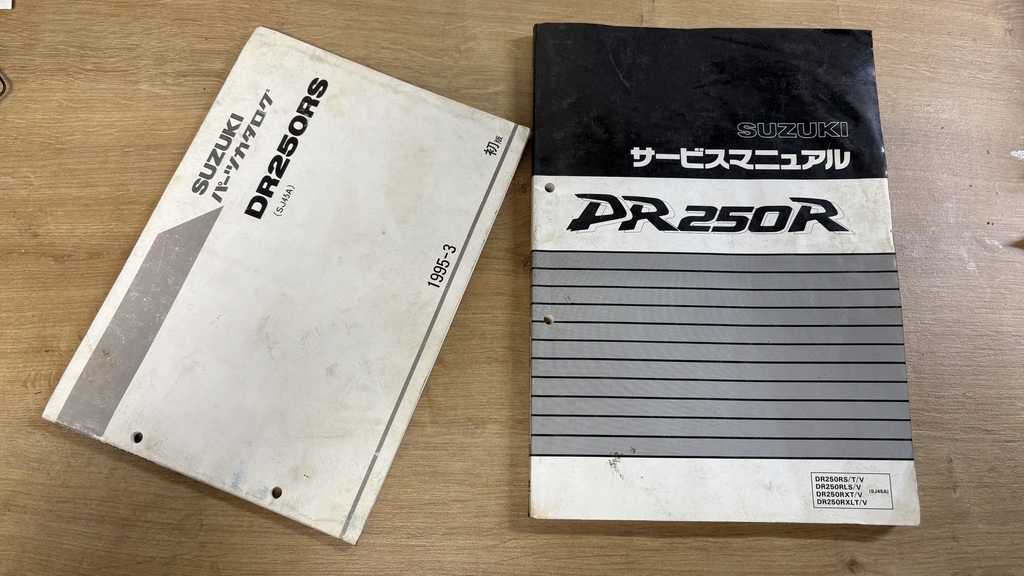 SUZUKI
パーツカタログ
DR250RS
(SJ45A)
初版
1995-3
SUZUKI
サービスマニュアル
DR250R
DR250RS/T/V
DR250RLS/V
DR250RXT/V
DR250RXLT/V
(SJ45A)